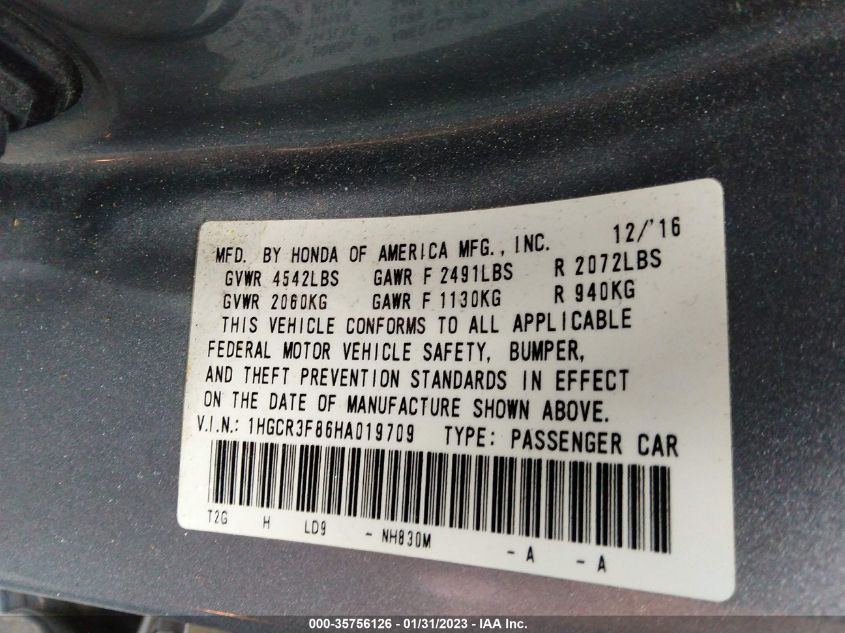 MFD. BY HONDA OF AMERICA MFG., INC. 12/'16
GVWR 4542LBS GAWR F 2491LBS R 2072LBS
GVWR 2060KG GAWR F 1130KG R 940KG
THIS VEHICLE CONFORMS TO ALL APPLICABLE
FEDERAL MOTOR VEHICLE SAFETY, BUMPER,
AND THEFT PREVENTION STANDARDS IN EFFECT
ON THE DATE OF MANUFACTURE SHOWN ABOVE.
V.I.N.: 1HGCR3F86HA019709 TYPE: PASSENGER CAR
T2G H LD9 - NH830M - A - A
000-35756126 - 01/31/2023 - IAA Inc.